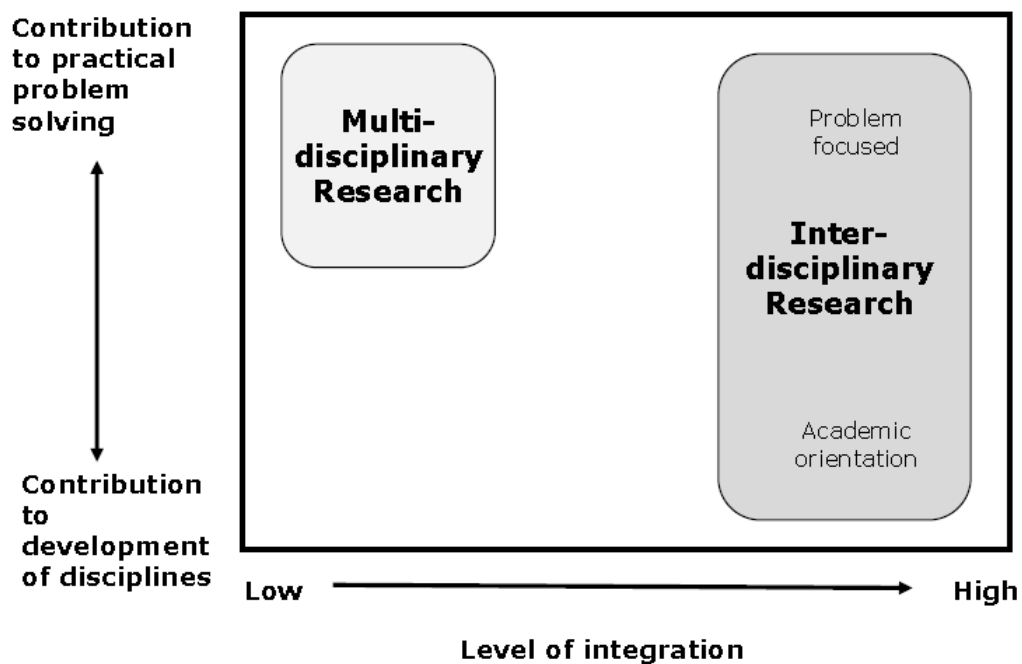 Contribution
to practical
problem
solving
Multi-
disciplinary
Research
Problem
focused
Inter-
disciplinary
Research
Academic
orientation
Contribution
to
development
of disciplines
Low
High
Level of integration